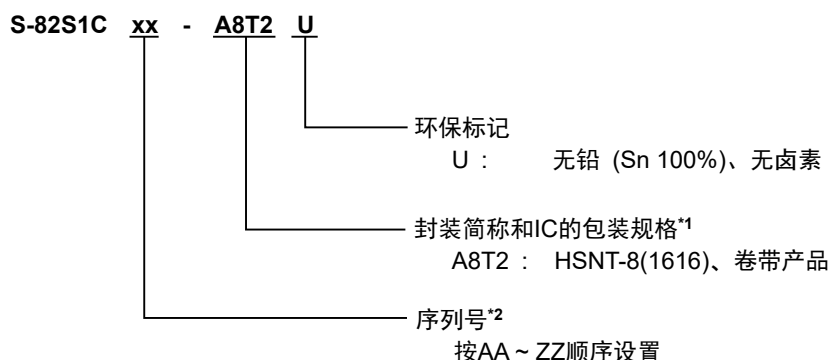 S-82S1C xx - A8T2 U
环保标记
U : 无铅 (Sn 100%)、无卤素
封装简称和IC的包装规格*1
A8T2 : HSNT-8(1616)、卷带产品
序列号*2
按AA ~ ZZ顺序设置